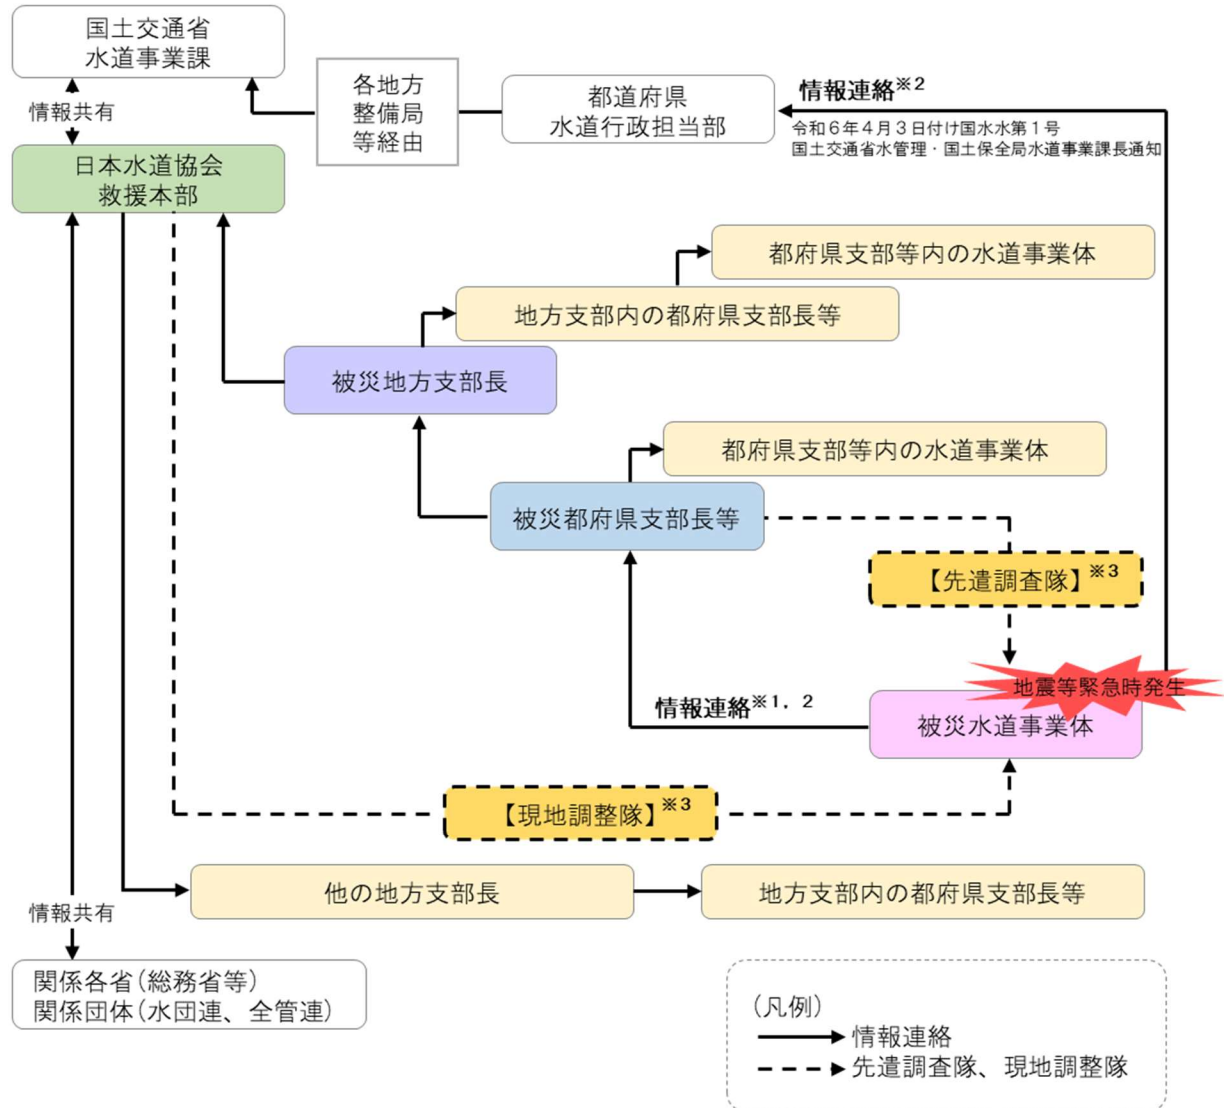 国土交通省
水道事業課
情報共有
各地方
整備局
等経由
都道府県
水道行政担当部
情報連絡※2
令和６年４月３日付け国水水第１号
国土交通省水管理・国土保全局水道事業課長通知
日本水道協会
救援本部
都府県支部等内の水道事業体
地方支部内の都府県支部長等
被災地方支部長
都府県支部等内の水道事業体
被災都府県支部長等
【先遣調査隊】※3
地震等緊急時発生
情報連絡※1，2
被災水道事業体
【現地調整隊】※3
他の地方支部長
地方支部内の都府県支部長等
情報共有
関係各省（総務省等）
関係団体（水団連、全管連）
（凡例）
情報連絡
先遣調査隊、現地調整隊